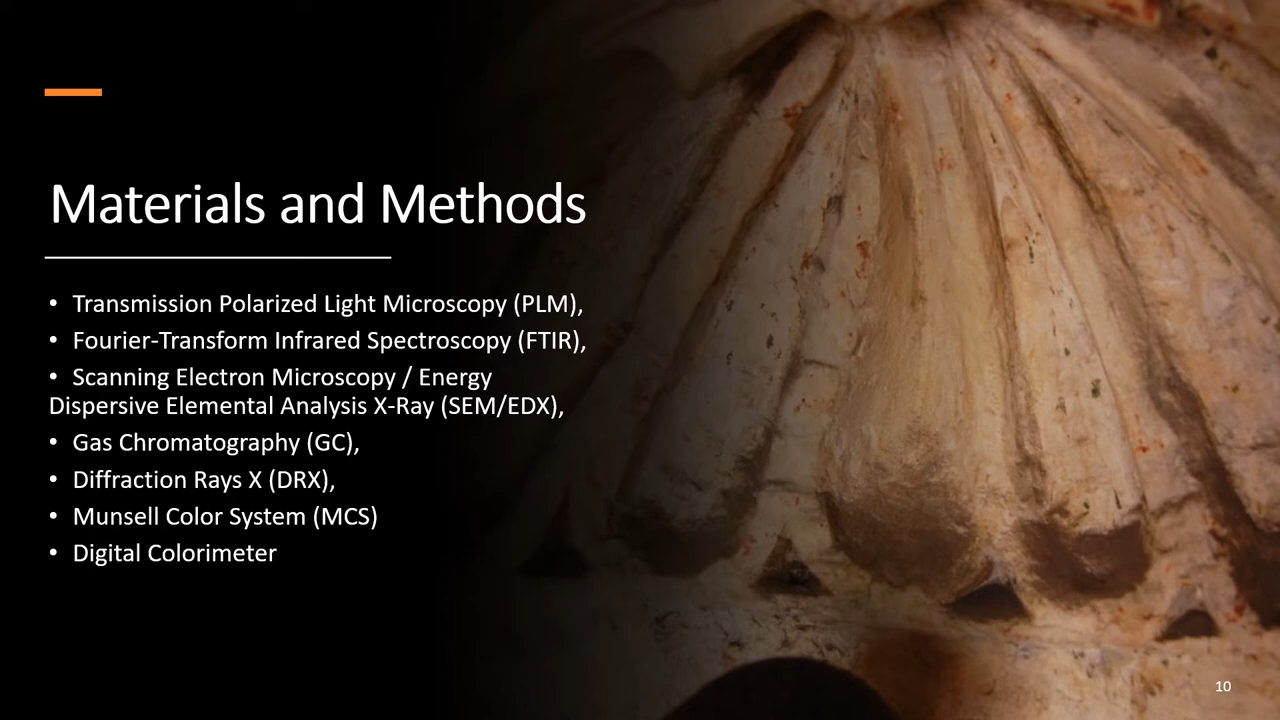 Materials and Methods
• Transmission Polarized Light Microscopy (PLM),
• Fourier-Transform Infrared Spectroscopy (FTIR),
• Scanning Electron Microscopy / Energy
Dispersive Elemental Analysis X-Ray (SEM/EDX),
• Gas Chromatography (GC),
• Diffraction Rays X (DRX),
• Munsell Color System (MCS)
• Digital Colorimeter
10